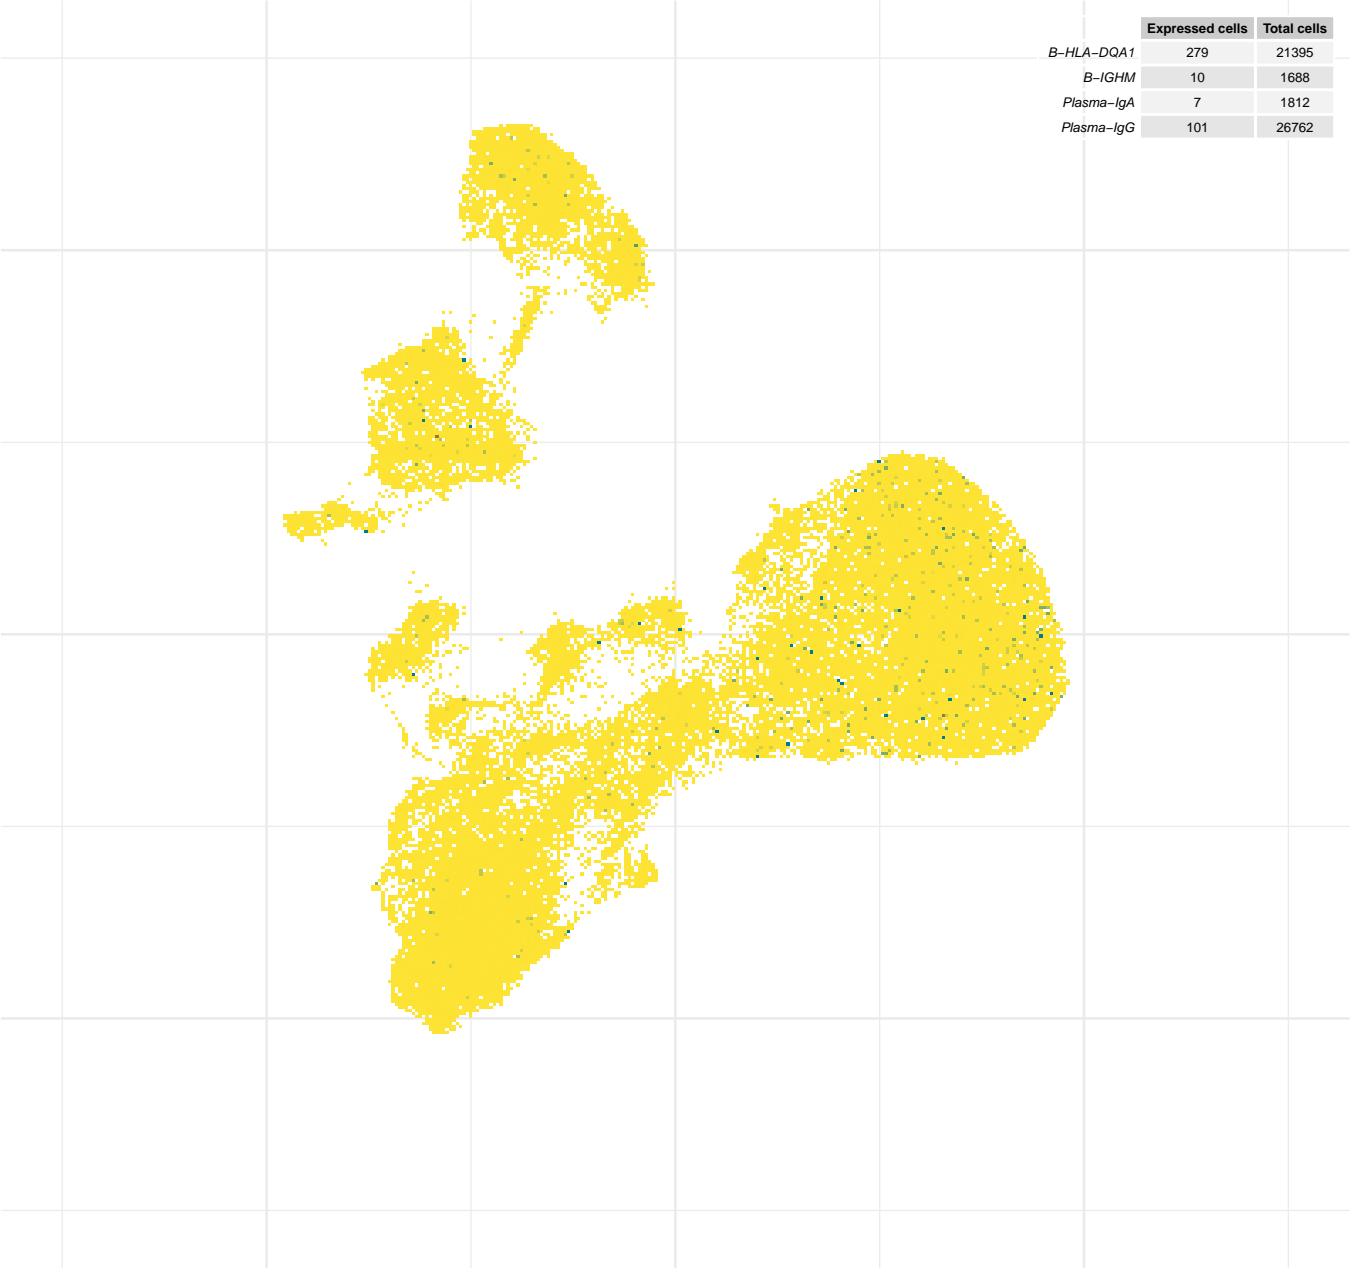 Expressed cells Total cells
B−HLA−DQA1 279 21395
B−IGHM 10 1688
Plasma−IgA 7 1812
Plasma−IgG 101 26762